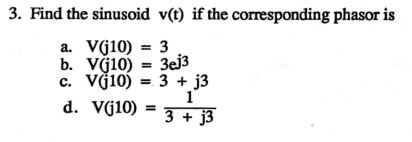 3. Find the sinusoid v(t) if the corresponding phasor is
a. V(j10) = 3
b. V(j10) = 3ej3
c. V(j10) = 3 + j3
d. V(j10) = 1 / 3 + j3